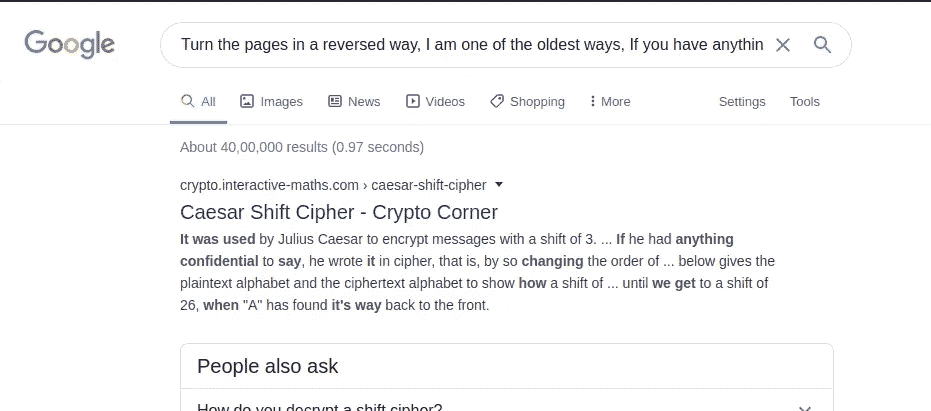 Google
Turn the pages in a reversed way, I am one of the oldest ways, If you have anythin
All Images News Videos Shopping More Settings Tools
About 40,00,000 results (0.97 seconds)
crypto.interactive-maths.com › caesar-shift-cipher
Caesar Shift Cipher - Crypto Corner
It was used by Julius Caesar to encrypt messages with a shift of 3. ... If he had anything
confidential to say, he wrote it in cipher, that is, by so changing the order of ... below gives the
plaintext alphabet and the ciphertext alphabet to show how a shift of ... until we get to a shift of
26, when "A" has found it's way back to the front.
People also ask
How do you decrypt a shift cipher?